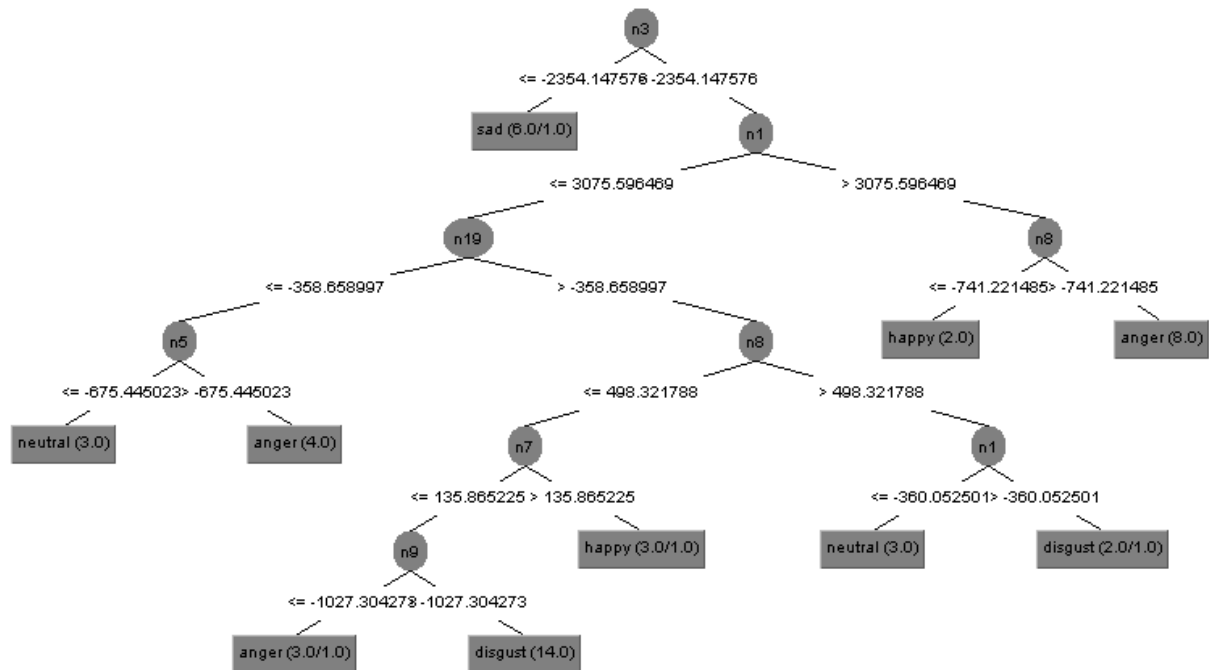 n3
<= -2354.147576 > -2354.147576
sad (6.0/1.0)
n1
<= 3075.596469 > 3075.596469
n19 n8
<= -358.658997 > -358.658997 <= -741.221485 > -741.221485
n5 n8 happy (2.0) anger (8.0)
<= -675.445023 > -675.445023 <= 498.321788 > 498.321788
neutral (3.0) anger (4.0) n7 n1
<= 135.865225 > 135.865225 <= -360.052501 > -360.052501
n9 happy (3.0/1.0) neutral (3.0) disgust (2.0/1.0)
<= -1027.304273 > -1027.304273
anger (3.0/1.0) disgust (14.0)